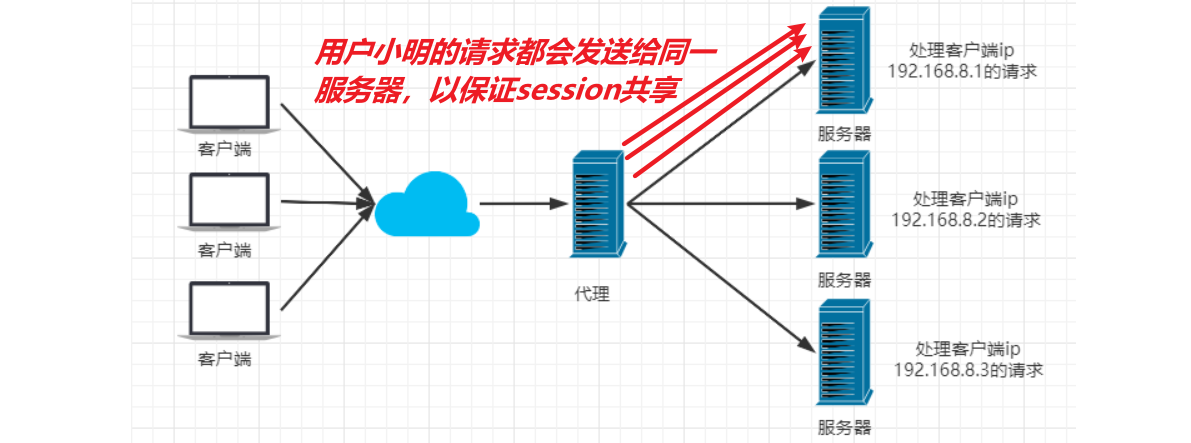 用户小明的请求都会发送给同一
服务器，以保证session共享
处理客户端ip
192.168.8.1的请求
服务器
客户端
处理客户端ip
192.168.8.2的请求
客户端
服务器
代理
处理客户端ip
192.168.8.3的请求
客户端
服务器